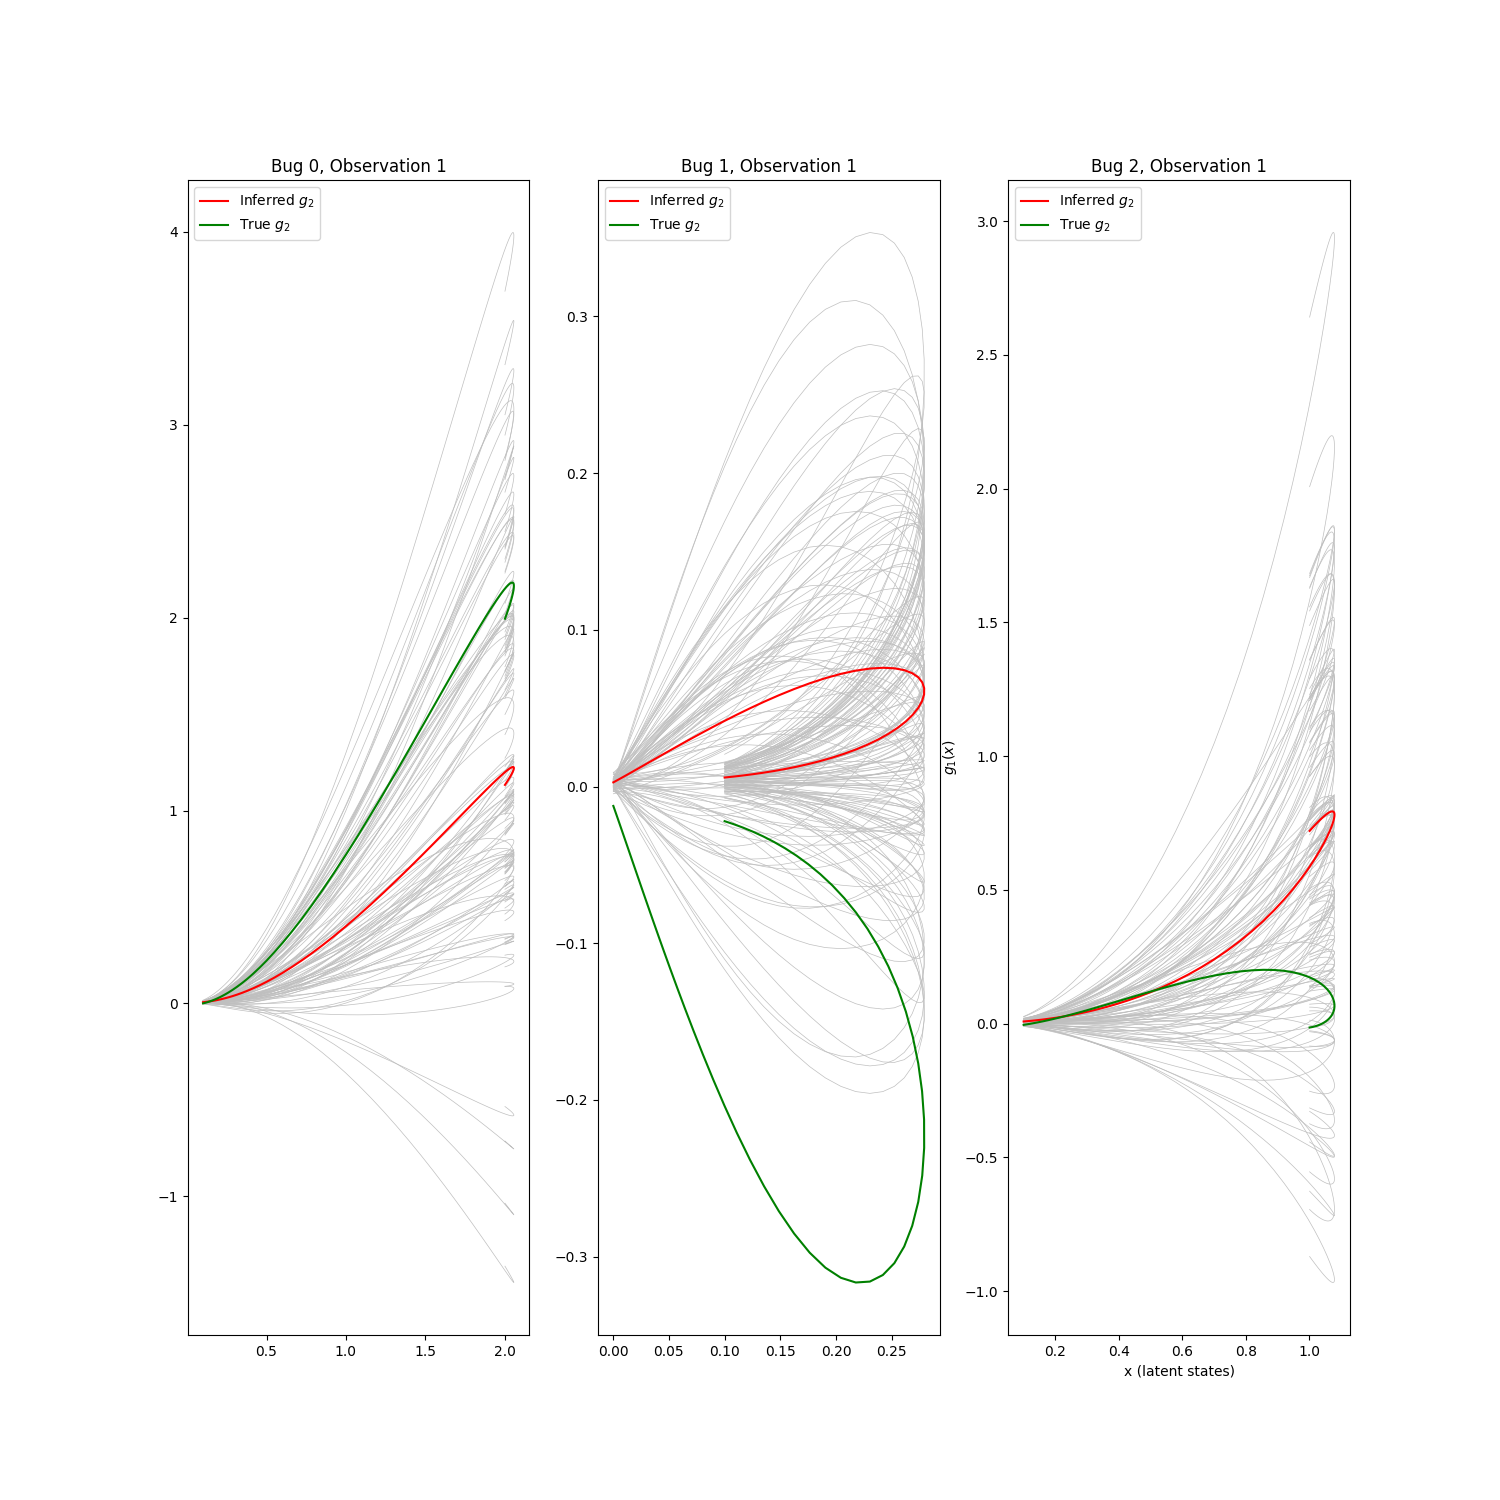 Bug 0, Observation 1
Inferred g₂
True g₂
4
3
2
1
0
−1
0.5 1.0 1.5 2.0
Bug 1, Observation 1
Inferred g₂
True g₂
0.3
0.2
0.1
0.0
−0.1
−0.2
−0.3
0.00 0.05 0.10 0.15 0.20 0.25
Bug 2, Observation 1
Inferred g₂
True g₂
g₁(x)
3.0
2.5
2.0
1.5
1.0
0.5
0.0
−0.5
−1.0
0.2 0.4 0.6 0.8 1.0
x (latent states)